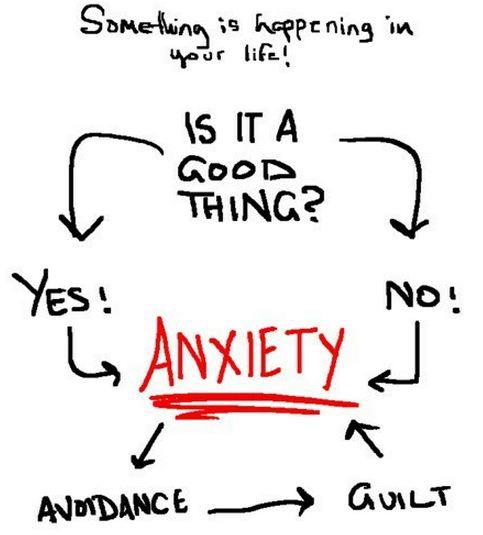 Something is happening in
your life!
IS IT A
GOOD
THING?
YES!
NO!
ANXIETY
AVOIDANCE
GUILT